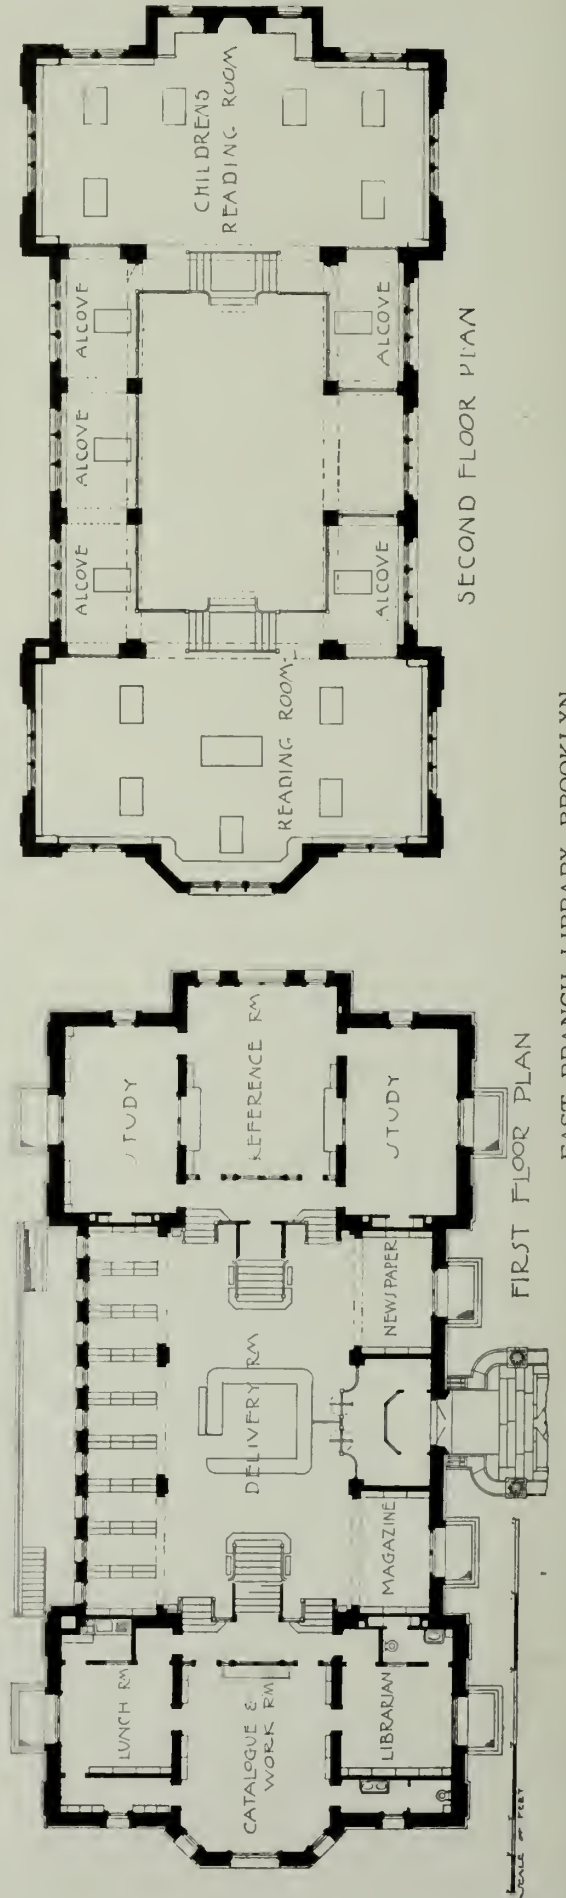 CHILDREN'S
READING ROOM
ALCOVE
ALCOVE
ALCOVE
ALCOVE
ALCOVE
READING ROOM
SECOND FLOOR PLAN
STUDY
REFERENCE RM
STUDY
NEWSPAPER
DELIVERY RM
MAGAZINE
LUNCH RM
CATALOGUE &
WORK RM
LIBRARIAN
FIRST FLOOR PLAN
SCALE OF FEET
EAST BRANCH LIBRARY, BROOKLYN